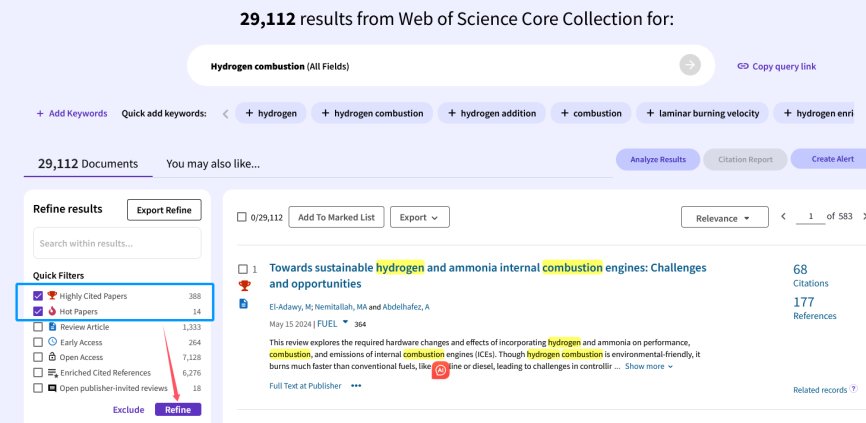 29,112 results from Web of Science Core Collection for:
Hydrogen combustion (All Fields)
Copy query link
+ Add Keywords
Quick add keywords:
+ hydrogen
+ hydrogen combustion
+ hydrogen addition
+ combustion
+ laminar burning velocity
+ hydrogen enri
29,112 Documents
You may also like...
Analyze Results
Citation Report
Create Alert
Refine results
Export Refine
Search within results...
Quick Filters
Highly Cited Papers 388
Hot Papers 14
Review Article 1,333
Early Access 264
Open Access 7,128
Enriched Cited References 6,276
Open publisher-invited reviews 18
Exclude
Refine
0/29,112
Add To Marked List
Export
Relevance
1 of 583
1
Towards sustainable hydrogen and ammonia internal combustion engines: Challenges
and opportunities
El-Adawy, M; Nemitallah, MA and Abdelhafez, A
May 15 2024 | FUEL 364
This review explores the required hardware changes and effects of incorporating hydrogen and ammonia on performance,
combustion, and emissions of internal combustion engines (ICEs). Though hydrogen combustion is environmental-friendly, it
burns much faster than conventional fuels, like line or diesel, leading to challenges in controllir ... Show more
Full Text at Publisher
68
Citations
177
References
Related records ?